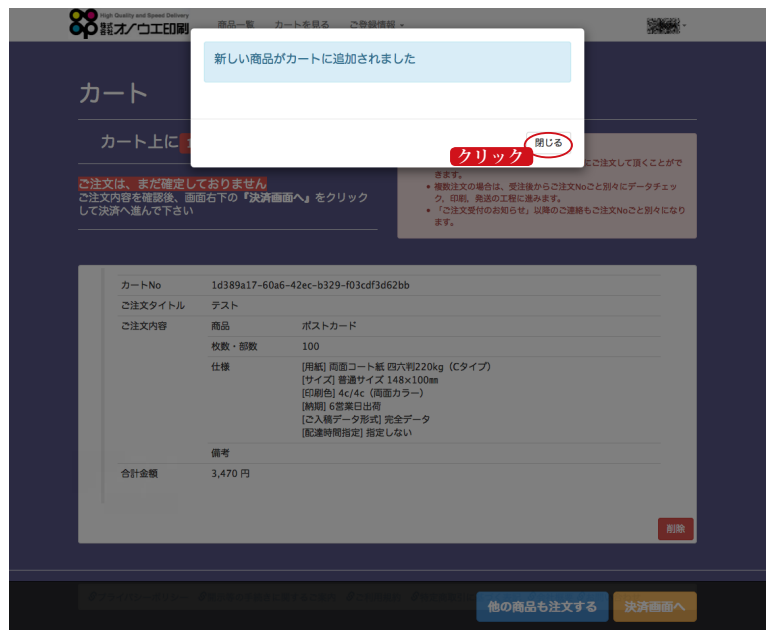 High Quality and Speed Delivery
株式会社オノウエ印刷
商品一覧 カートを見る ご登録情報
新しい商品がカートに追加されました
閉じる
クリック
カート
カート上に
ご注文は、まだ確定しておりません
ご注文内容を確認後、画面右下の『決済画面へ』をクリック
して決済へ進んで下さい
にご注文して頂くことがで
きます。
• 複数注文の場合は、受注後からご注文Noごと別々にデータチェッ
ク、印刷、発送の工程に進みます。
• 「ご注文受付のお知らせ」以降のご連絡もご注文Noごと別々になり
ます。
カートNo 1d389a17-60a6-42ec-b329-f03cdf3d62bb
ご注文タイトル テスト
ご注文内容 商品 ポストカード
枚数・部数 100
仕様 [用紙] 両面コート紙 四六判220kg（Cタイプ）
[サイズ] 普通サイズ 148×100㎜
[印刷色] 4c/4c（両面カラー）
[納期] 6営業日出荷
[ご入稿データ形式] 完全データ
[配達時間指定] 指定しない
備考
合計金額 3,470 円
削除
他の商品も注文する 決済画面へ